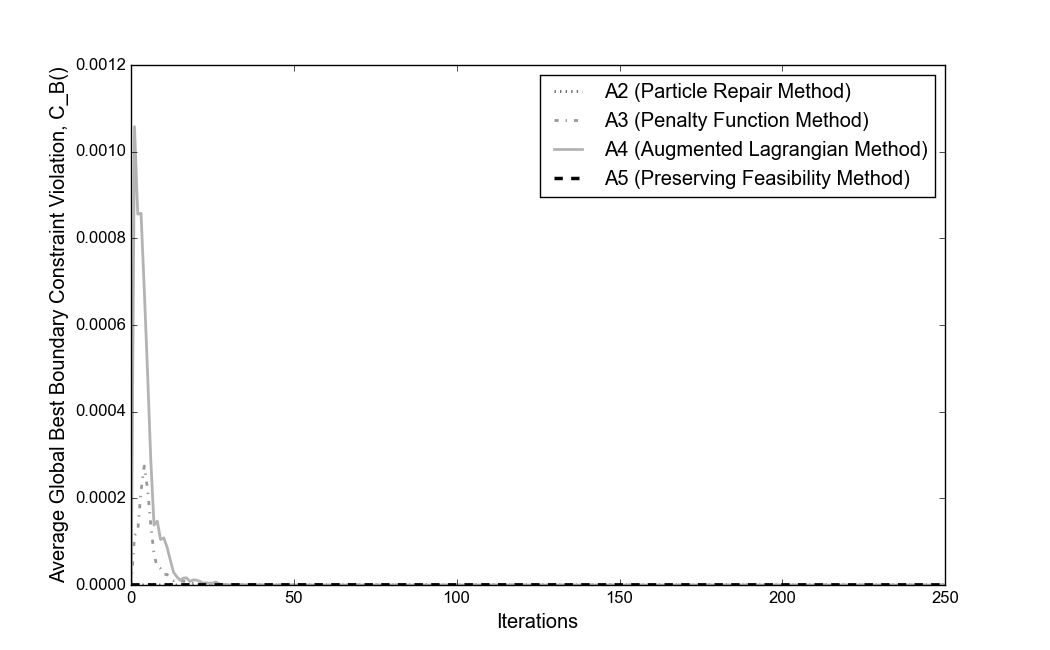 0.0012
0.0010
0.0008
0.0006
0.0004
0.0002
0.0000
Average Global Best Boundary Constraint Violation, C_B()
A2 (Particle Repair Method)
A3 (Penalty Function Method)
A4 (Augmented Lagrangian Method)
A5 (Preserving Feasibility Method)
0 50 100 150 200 250
Iterations